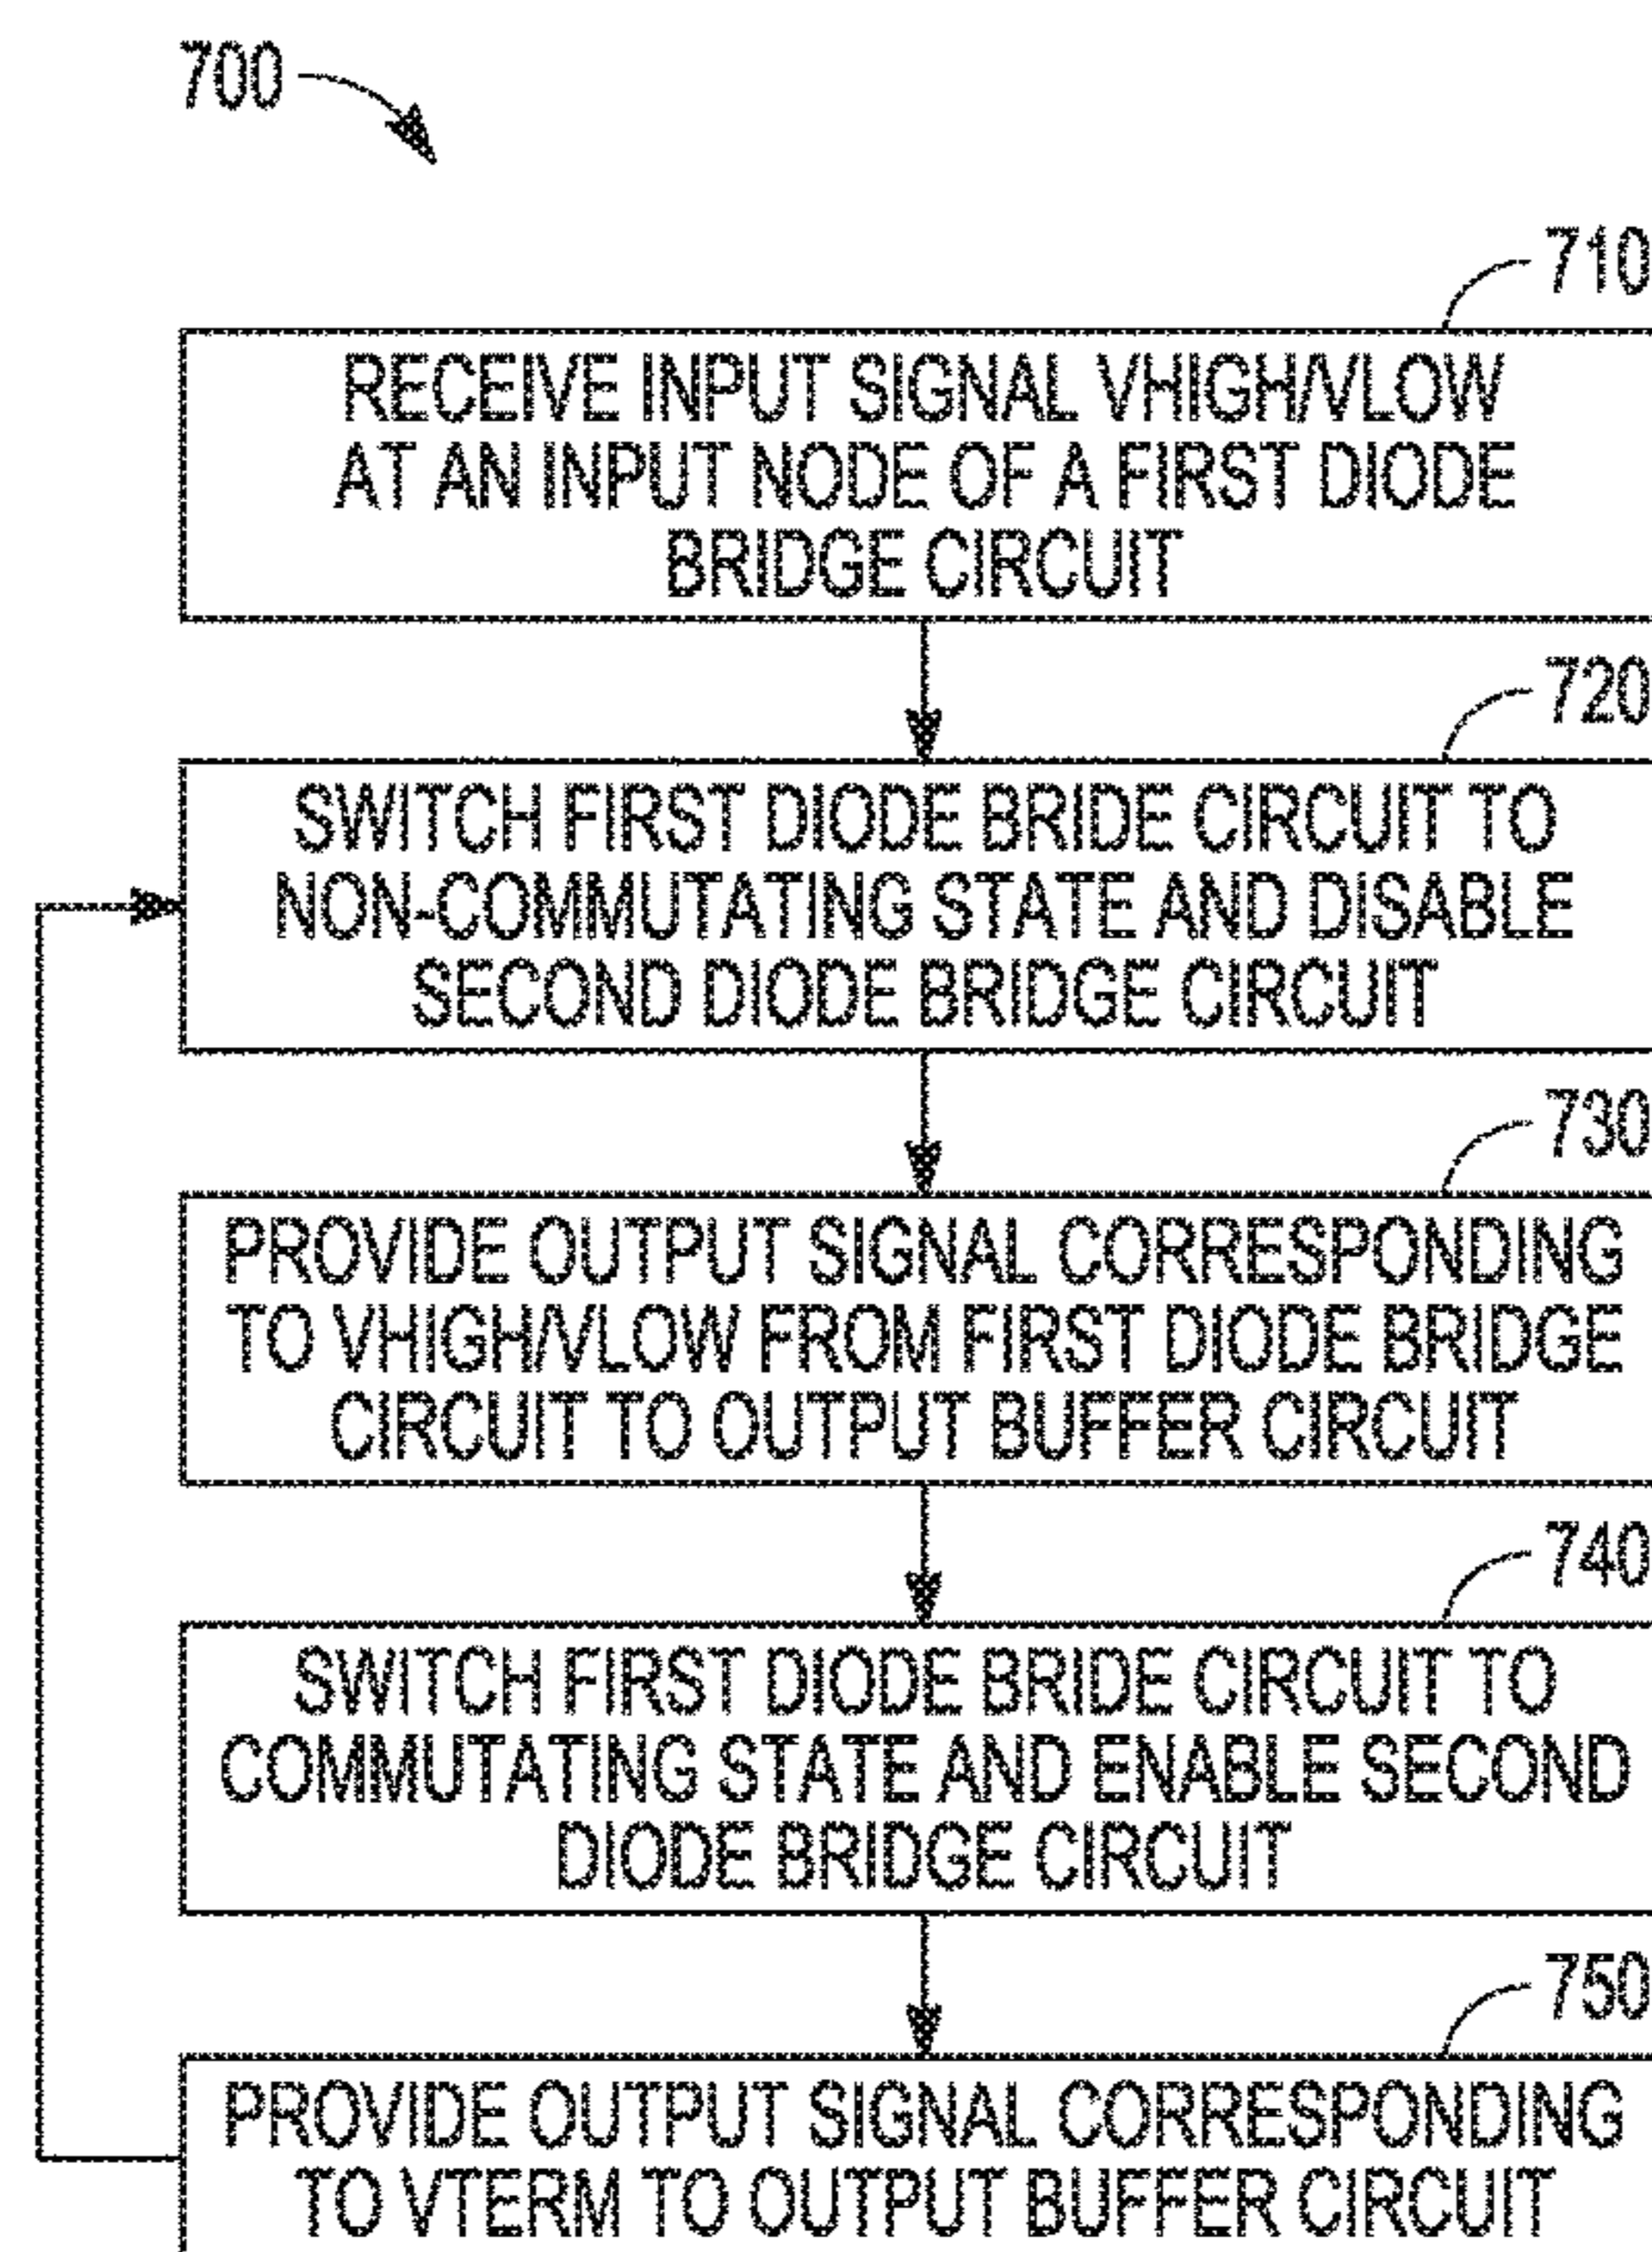 700
710
RECEIVE INPUT SIGNAL VHIGH/VLOW
AT AN INPUT NODE OF A FIRST DIODE
BRIDGE CIRCUIT
720
SWITCH FIRST DIODE BRIDE CIRCUIT TO
NON-COMMUTATING STATE AND DISABLE
SECOND DIODE BRIDGE CIRCUIT
730
PROVIDE OUTPUT SIGNAL CORRESPONDING
TO VHIGH/VLOW FROM FIRST DIODE BRIDGE
CIRCUIT TO OUTPUT BUFFER CIRCUIT
740
SWITCH FIRST DIODE BRIDE CIRCUIT TO
COMMUTATING STATE AND ENABLE SECOND
DIODE BRIDGE CIRCUIT
750
PROVIDE OUTPUT SIGNAL CORRESPONDING
TO VTERM TO OUTPUT BUFFER CIRCUIT